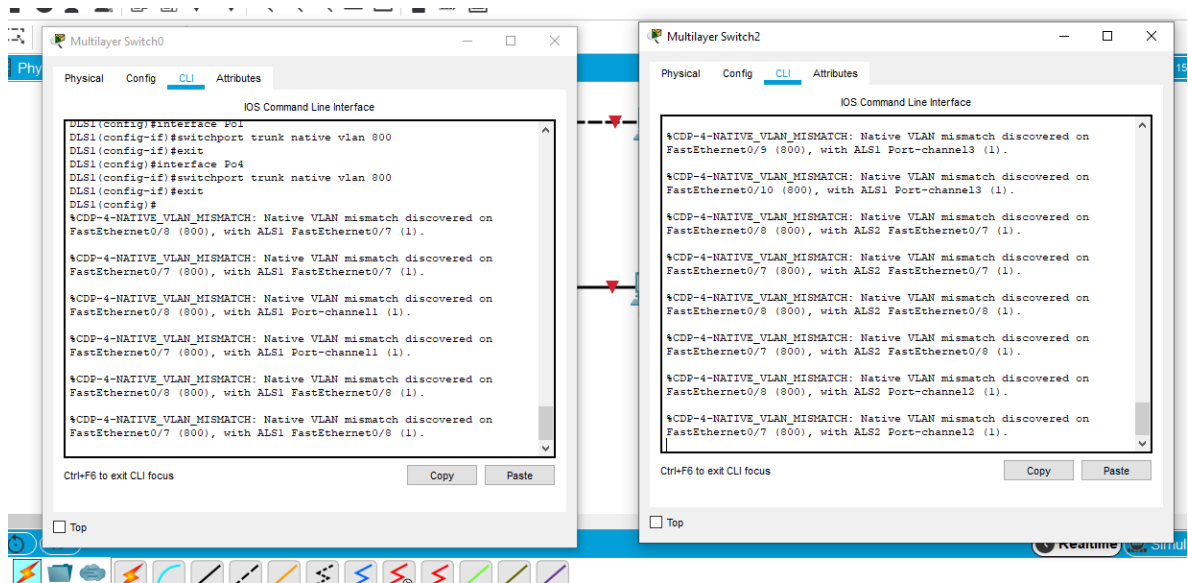 Phy
15
Multilayer Switch0
Physical Config CLI Attributes
IOS Command Line Interface
DLS1(config)#interface Po1
DLS1(config-if)#switchport trunk native vlan 800
DLS1(config-if)#exit
DLS1(config)#interface Po4
DLS1(config-if)#switchport trunk native vlan 800
DLS1(config-if)#exit
DLS1(config)#
%CDP-4-NATIVE_VLAN_MISMATCH: Native VLAN mismatch discovered on
FastEthernet0/8 (800), with ALS1 FastEthernet0/7 (1).
%CDP-4-NATIVE_VLAN_MISMATCH: Native VLAN mismatch discovered on
FastEthernet0/7 (800), with ALS1 FastEthernet0/7 (1).
%CDP-4-NATIVE_VLAN_MISMATCH: Native VLAN mismatch discovered on
FastEthernet0/8 (800), with ALS1 Port-channel1 (1).
%CDP-4-NATIVE_VLAN_MISMATCH: Native VLAN mismatch discovered on
FastEthernet0/7 (800), with ALS1 Port-channel1 (1).
%CDP-4-NATIVE_VLAN_MISMATCH: Native VLAN mismatch discovered on
FastEthernet0/8 (800), with ALS1 FastEthernet0/8 (1).
%CDP-4-NATIVE_VLAN_MISMATCH: Native VLAN mismatch discovered on
FastEthernet0/7 (800), with ALS1 FastEthernet0/8 (1).
Ctrl+F6 to exit CLI focus
Copy Paste
Top
Multilayer Switch2
Physical Config CLI Attributes
IOS Command Line Interface
%CDP-4-NATIVE_VLAN_MISMATCH: Native VLAN mismatch discovered on
FastEthernet0/9 (800), with ALS1 Port-channel3 (1).
%CDP-4-NATIVE_VLAN_MISMATCH: Native VLAN mismatch discovered on
FastEthernet0/10 (800), with ALS1 Port-channel3 (1).
%CDP-4-NATIVE_VLAN_MISMATCH: Native VLAN mismatch discovered on
FastEthernet0/8 (800), with ALS2 FastEthernet0/7 (1).
%CDP-4-NATIVE_VLAN_MISMATCH: Native VLAN mismatch discovered on
FastEthernet0/7 (800), with ALS2 FastEthernet0/7 (1).
%CDP-4-NATIVE_VLAN_MISMATCH: Native VLAN mismatch discovered on
FastEthernet0/8 (800), with ALS2 FastEthernet0/8 (1).
%CDP-4-NATIVE_VLAN_MISMATCH: Native VLAN mismatch discovered on
FastEthernet0/7 (800), with ALS2 FastEthernet0/8 (1).
%CDP-4-NATIVE_VLAN_MISMATCH: Native VLAN mismatch discovered on
FastEthernet0/8 (800), with ALS2 Port-channel2 (1).
%CDP-4-NATIVE_VLAN_MISMATCH: Native VLAN mismatch discovered on
FastEthernet0/7 (800), with ALS2 Port-channel2 (1).
Ctrl+F6 to exit CLI focus
Copy Paste
Top
Realtime Simul